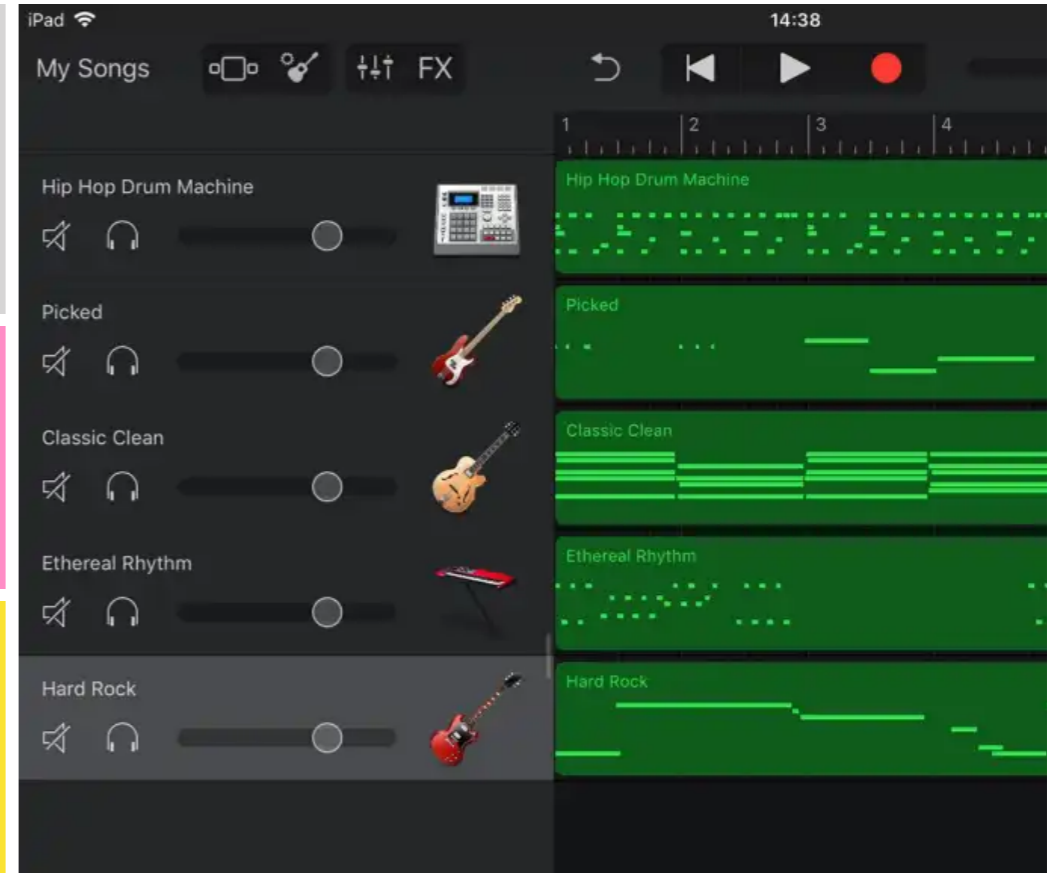 iPad 14:38
My Songs FX
1 2 3 4
Hip Hop Drum Machine
Hip Hop Drum Machine
Picked
Picked
Classic Clean
Classic Clean
Ethereal Rhythm
Ethereal Rhythm
Hard Rock
Hard Rock